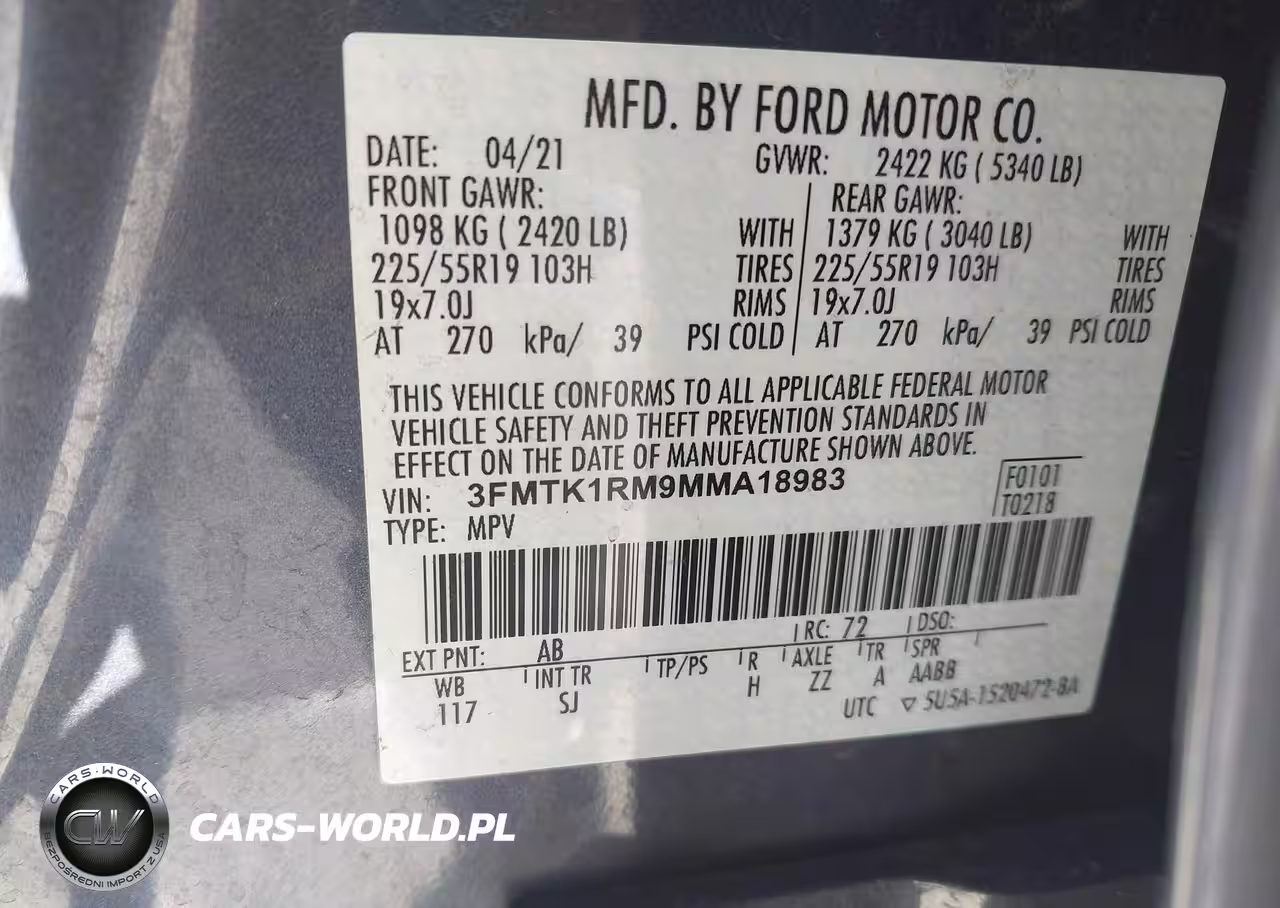 MFD. BY FORD MOTOR CO.
DATE: 04/21 GVWR: 2422 KG ( 5340 LB)
FRONT GAWR: REAR GAWR:
1098 KG ( 2420 LB) WITH 1379 KG ( 3040 LB) WITH
225/55R19 103H TIRES 225/55R19 103H TIRES
19x7.0J RIMS 19x7.0J RIMS
AT 270 kPa/ 39 PSI COLD AT 270 kPa/ 39 PSI COLD
THIS VEHICLE CONFORMS TO ALL APPLICABLE FEDERAL MOTOR
VEHICLE SAFETY AND THEFT PREVENTION STANDARDS IN
EFFECT ON THE DATE OF MANUFACTURE SHOWN ABOVE.
VIN: 3FMTK1RM9MMA18983
F0101
TYPE: MPV
T0218
EXT PNT: AB RC: 72 DSO:
WB INT TR TP/PS R AXLE TR SPR
117 SJ H ZZ A AABB
UTC ▽ 5U5A-1520472-BA
CARS-WORLD
CW
BEZPOŚREDNI IMPORT Z USA
CARS-WORLD.PL